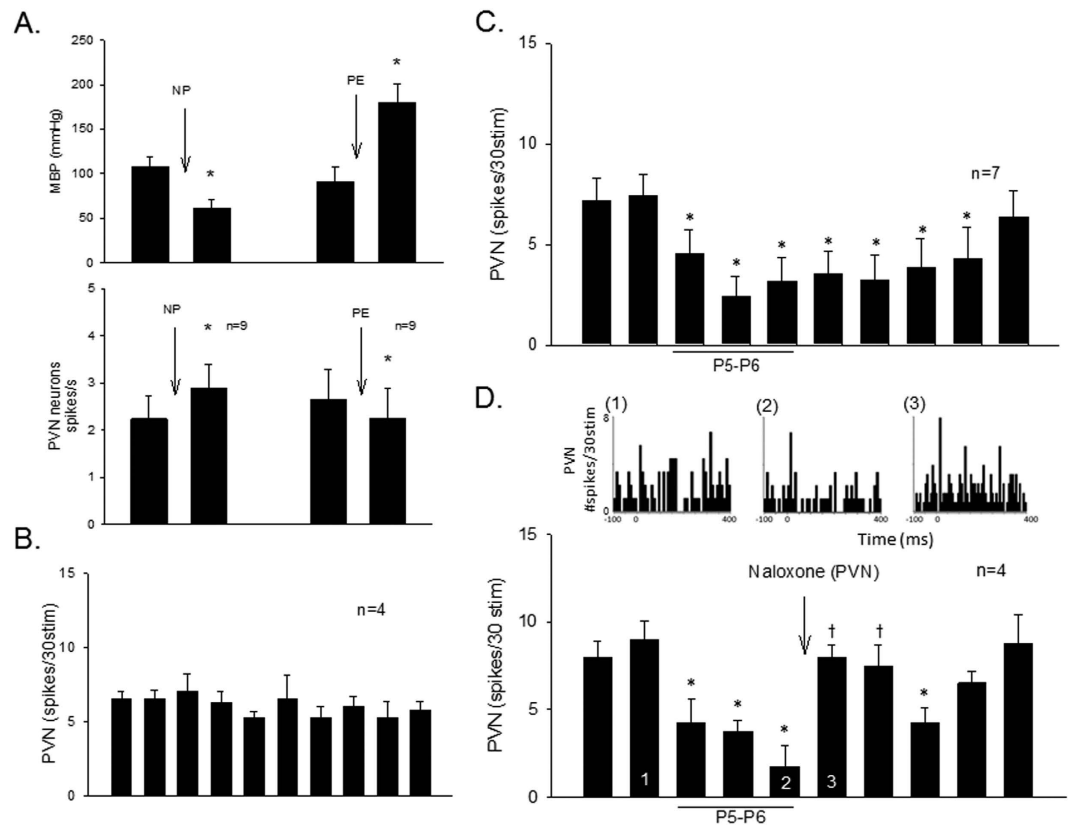 A.
250
200
150
100
50
0
MBP (mmHg)
NP
*
PE
*
5
4
3
2
1
0
PVN neurons
spikes/s
NP
*
n=9
PE
*
n=9
B.
15
10
5
0
PVN (spikes/30stim)
n=4
C.
15
10
5
0
PVN (spikes/30stim)
n=7
* * * * * * *
P5-P6
D.
(1) (2) (3)
8
0
PVN
#spikes/30stim
-100 0 400
-100 0 400
-100 0 400
Time (ms)
Naloxone (PVN)
n=4
15
10
5
0
PVN (spikes/30 stim)
* * * † † *
1 2 3
P5-P6